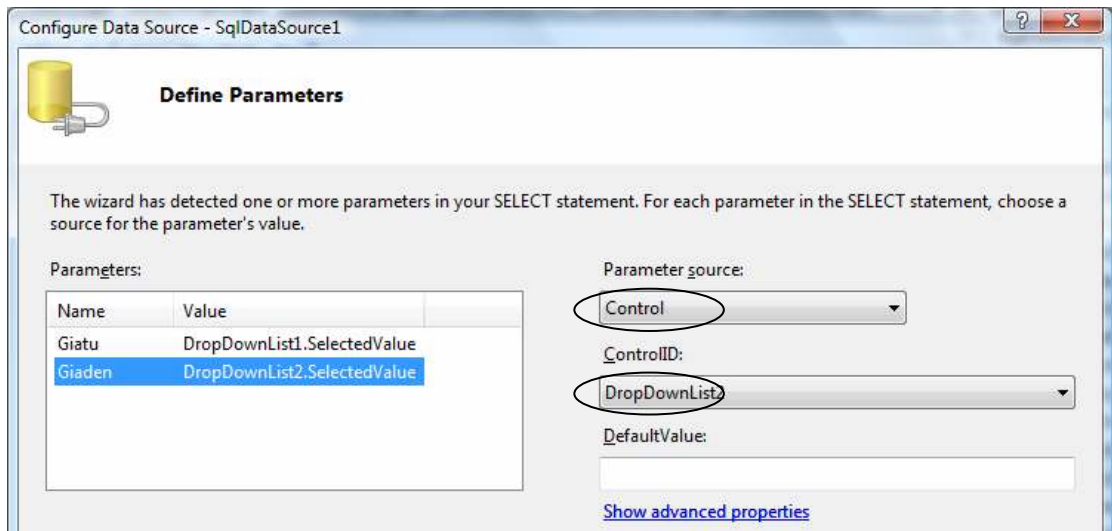 Configure Data Source - SqlDataSource1
Define Parameters
The wizard has detected one or more parameters in your SELECT statement. For each parameter in the SELECT statement, choose a
source for the parameter's value.
Parameters:
Name Value
Giatu DropDownList1.SelectedValue
Giaden DropDownList2.SelectedValue
Parameter source:
Control
ControlID:
DropDownList2
DefaultValue:
Show advanced properties